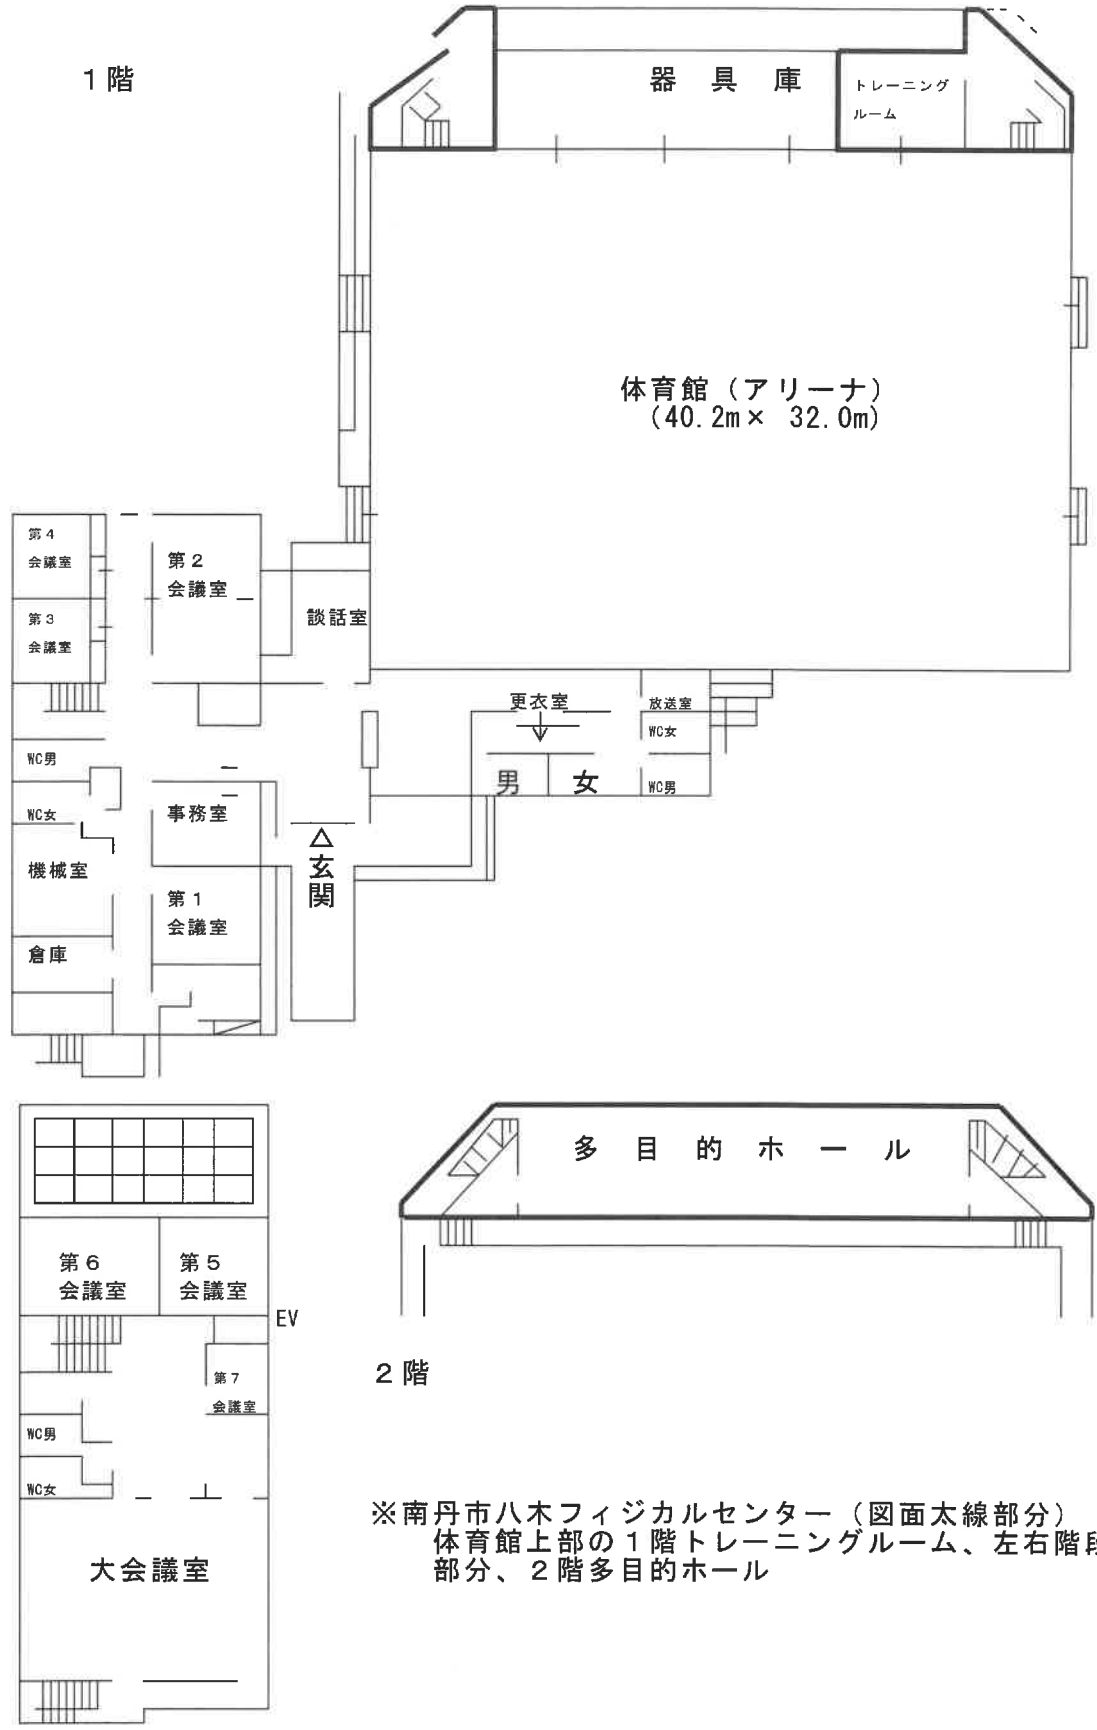 1階
器具庫
トレーニング
ルーム
体育館(アリーナ)
(40.2m× 32.0m)
第4
会議室
第2
会議室
第3
会議室
談話室
更衣室
放送室
WC女
男
女
WC男
WC男
WC女
事務室
機械室
△
玄
関
第1
会議室
倉庫
多目的ホール
第6
会議室
第5
会議室
EV
2階
第7
会議室
WC男
WC女
大会議室
※南丹市八木フィジカルセンター(図面太線部分)
体育館上部の1階トレーニングルーム、左右階段
部分、2階多目的ホール